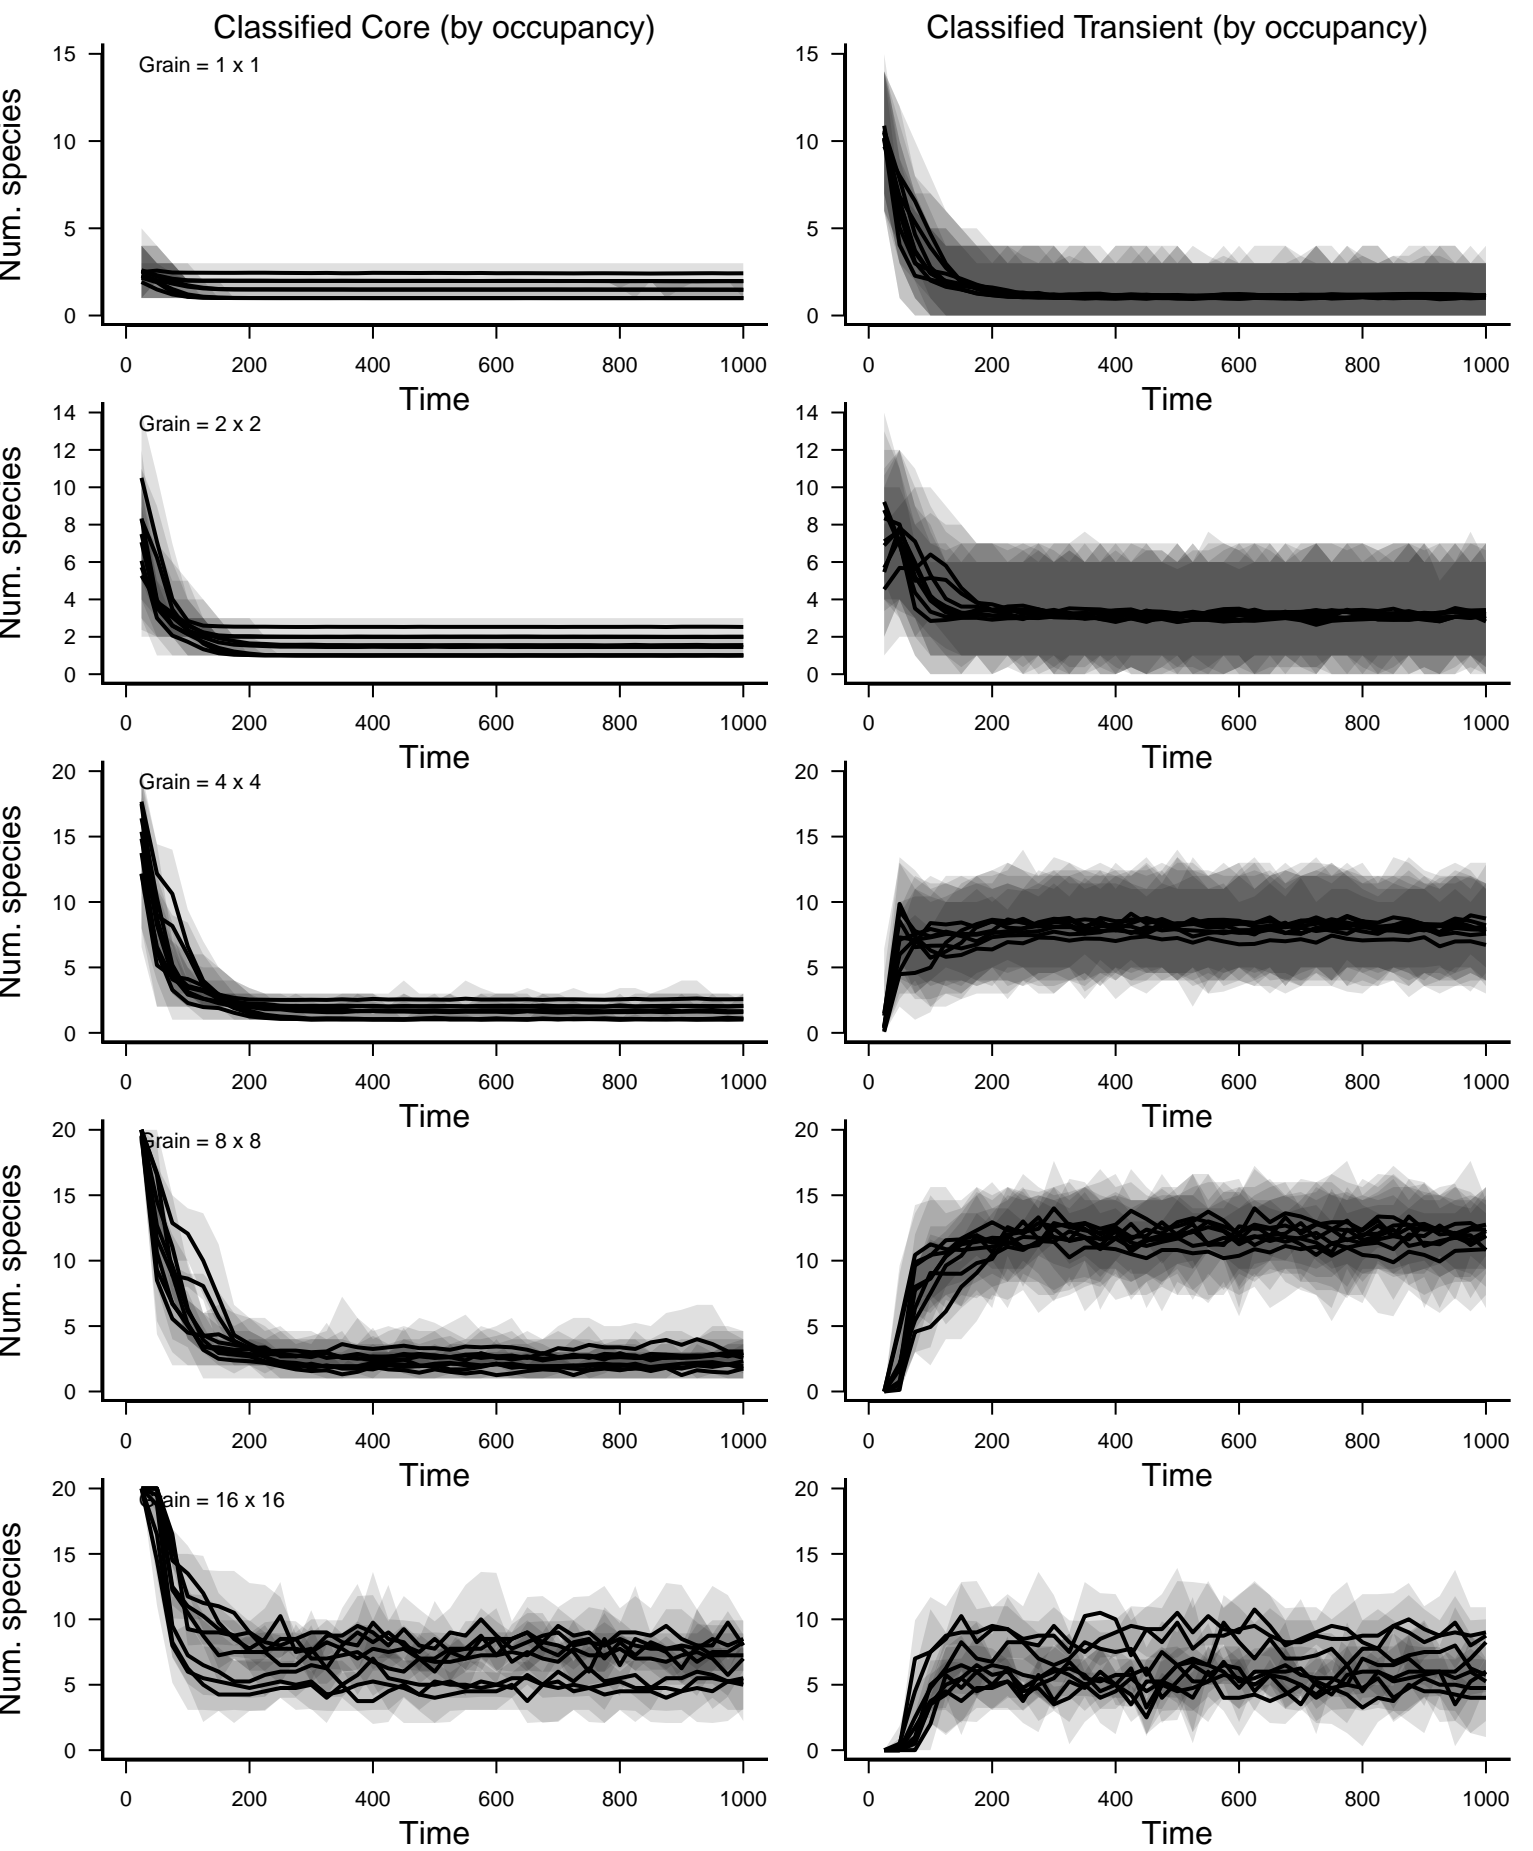 Classified Core (by occupancy)
Classified Transient (by occupancy)
Grain = 1 x 1
Num. species
15
10
5
0
0 200 400 600 800 1000
Time
15
10
5
0
0 200 400 600 800 1000
Time
Grain = 2 x 2
Num. species
14
12
10
8
6
4
2
0
0 200 400 600 800 1000
Time
14
12
10
8
6
4
2
0
0 200 400 600 800 1000
Time
Grain = 4 x 4
Num. species
20
15
10
5
0
0 200 400 600 800 1000
Time
20
15
10
5
0
0 200 400 600 800 1000
Time
Grain = 8 x 8
Num. species
20
15
10
5
0
0 200 400 600 800 1000
Time
20
15
10
5
0
0 200 400 600 800 1000
Time
Grain = 16 x 16
Num. species
20
15
10
5
0
0 200 400 600 800 1000
Time
20
15
10
5
0
0 200 400 600 800 1000
Time